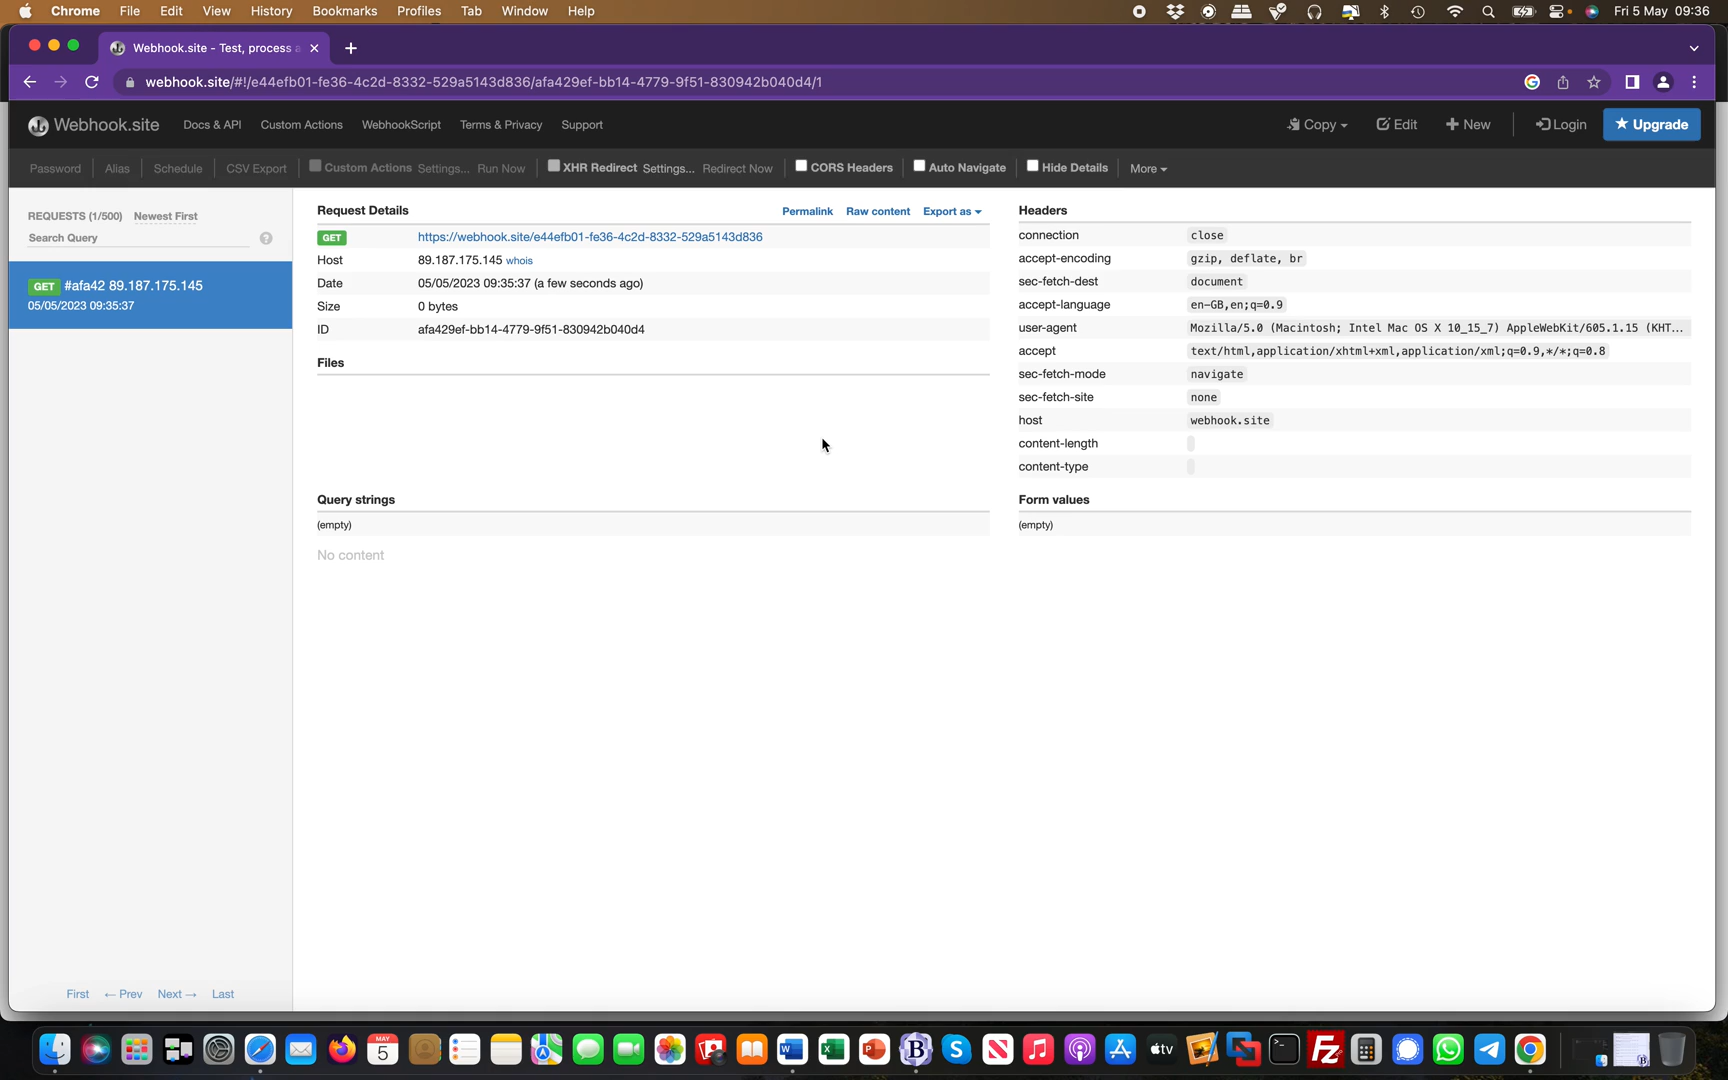 Chrome File Edit View History Bookmarks Profiles Tab Window Help Fri 5 May 09:36
Webhook.site - Test, process a
webhook.site/#!/e44efb01-fe36-4c2d-8332-529a5143d836/afa429ef-bb14-4779-9f51-830942b040d4/1
Webhook.site Docs & API Custom Actions WebhookScript Terms & Privacy Support Copy Edit New Login Upgrade
Password Alias Schedule CSV Export Custom Actions Settings... Run Now XHR Redirect Settings... Redirect Now CORS Headers Auto Navigate Hide Details More
REQUESTS (1/500) Newest First
Search Query ?
GET #afa42 89.187.175.145
05/05/2023 09:35:37
Request Details Permalink Raw content Export as
GET https://webhook.site/e44efb01-fe36-4c2d-8332-529a5143d836
Host 89.187.175.145 whois
Date 05/05/2023 09:35:37 (a few seconds ago)
Size 0 bytes
ID afa429ef-bb14-4779-9f51-830942b040d4
Files
Query strings
(empty)
No content
Headers
connection close
accept-encoding gzip, deflate, br
sec-fetch-dest document
accept-language en-GB,en;q=0.9
user-agent Mozilla/5.0 (Macintosh; Intel Mac OS X 10_15_7) AppleWebKit/605.1.15 (KHT...
accept text/html,application/xhtml+xml,application/xml;q=0.9,*/*;q=0.8
sec-fetch-mode navigate
sec-fetch-site none
host webhook.site
content-length
content-type
Form values
(empty)
First ← Prev Next → Last
MAY
5
W X P B S tv Fz